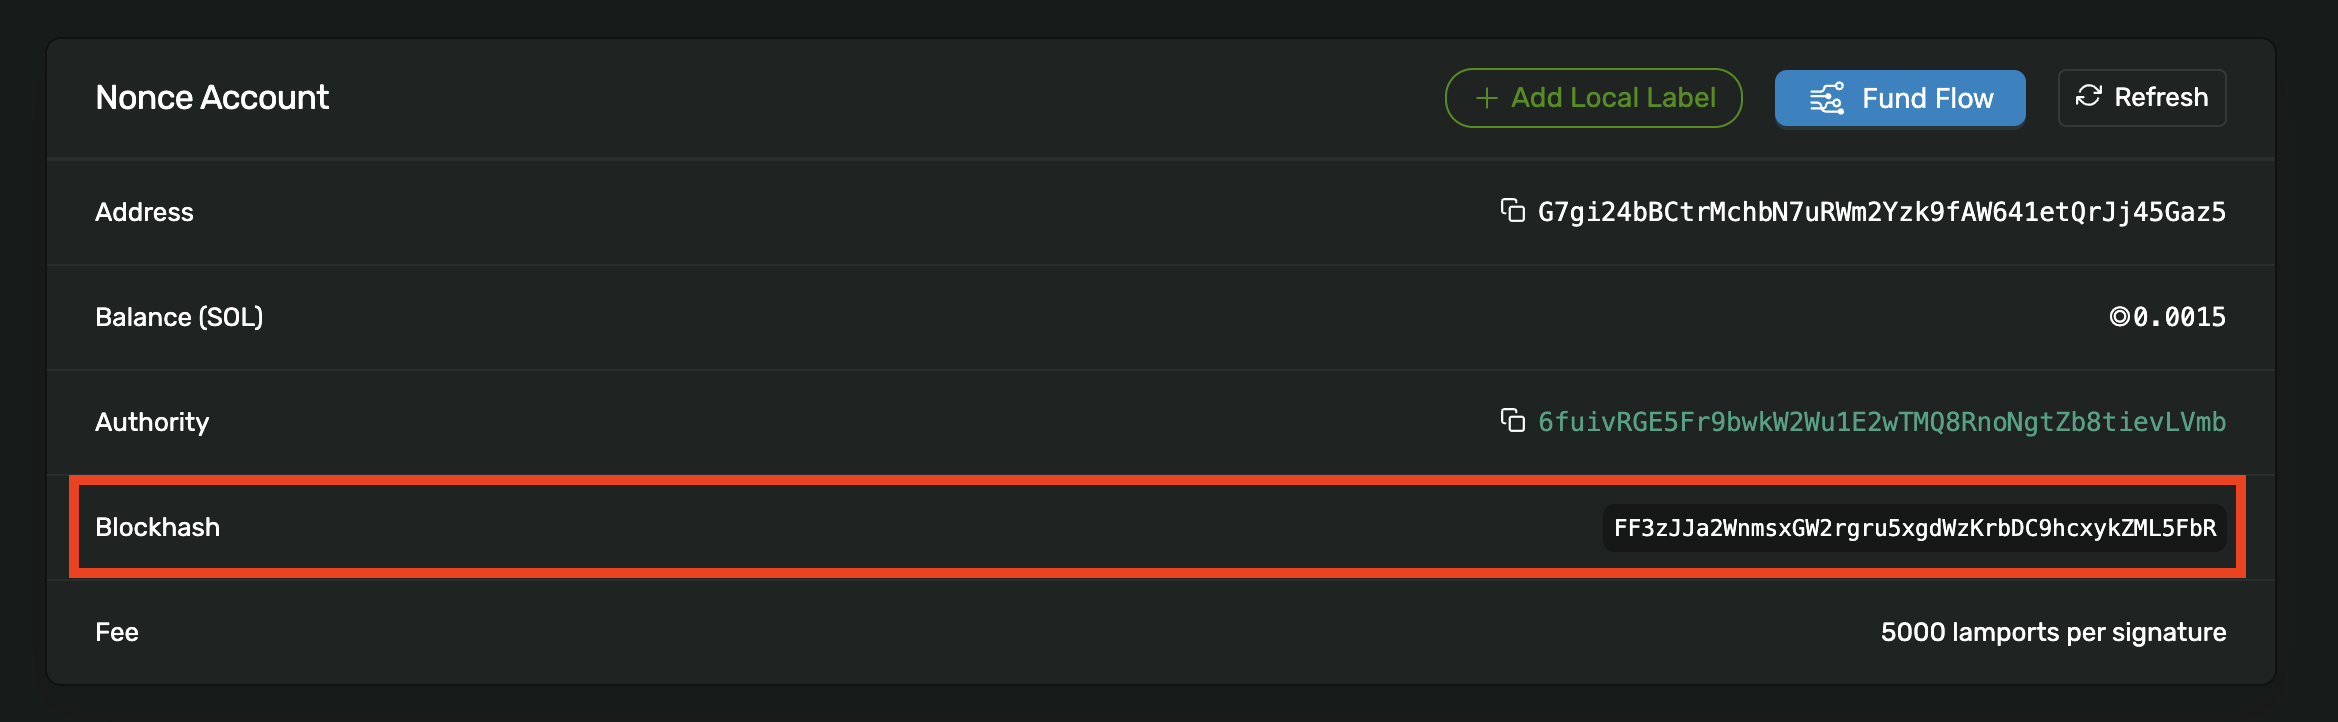 Nonce Account
+ Add Local Label
Fund Flow
Refresh
Address
G7gi24bBCtrMchbN7uRWm2Yzk9fAW641etQrJj45Gaz5
Balance (SOL)
◎0.0015
Authority
6fuivRGE5Fr9bwkW2Wu1E2wTMQ8RnoNgtZb8tievLVmb
Blockhash
FF3zJJa2WnmsxGW2rgru5xgdWzKrbDC9hcxykZML5FbR
Fee
5000 lamports per signature